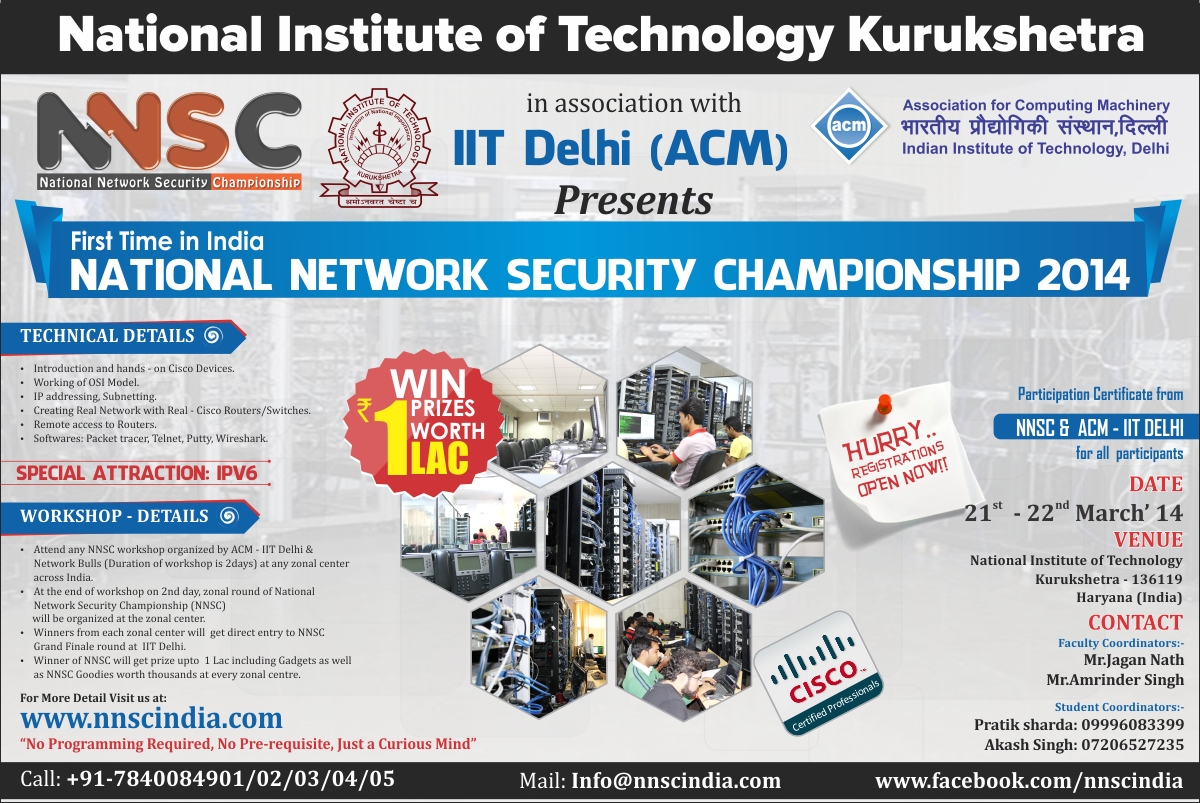 National Institute of Technology Kurukshetra
NNSC
National Network Security Championship
NATIONAL INSTITUTE OF TECHNOLOGY
KURUKSHETRA
श्रमोऽनवरत चेष्टा च
in association with
IIT Delhi (ACM)
Presents
acm
Association for Computing Machinery
भारतीय प्रौद्योगिकी संस्थान,दिल्ली
Indian Institute of Technology, Delhi
First Time in India
NATIONAL NETWORK SECURITY CHAMPIONSHIP 2014
TECHNICAL DETAILS
• Introduction and hands - on Cisco Devices.
• Working of OSI Model.
• IP addressing, Subnetting.
• Creating Real Network with Real - Cisco Routers/Switches.
• Remote access to Routers.
• Softwares: Packet tracer, Telnet, Putty, Wireshark.
SPECIAL ATTRACTION: IPV6
WORKSHOP - DETAILS
• Attend any NNSC workshop organized by ACM - IIT Delhi &
Network Bulls (Duration of workshop is 2days) at any zonal center
across India.
• At the end of workshop on 2nd day, zonal round of National
Network Security Championship (NNSC)
will be organized at the zonal center.
• Winners from each zonal center will get direct entry to NNSC
Grand Finale round at IIT Delhi.
• Winner of NNSC will get prize upto 1 Lac including Gadgets as well
as NNSC Goodies worth thousands at every zonal centre.
For More Detail Visit us at:
www.nnscindia.com
“No Programming Required, No Pre-requisite, Just a Curious Mind”
WIN
PRIZES
WORTH
₹ 1 LAC
HURRY..
REGISTRATIONS
OPEN NOW!!
CISCO™
Certified Professionals
Participation Certificate from
NNSC & ACM - IIT DELHI
for all participants
DATE
21st - 22nd March’ 14
VENUE
National Institute of Technology
Kurukshetra - 136119
Haryana (India)
CONTACT
Faculty Coordinators:-
Mr.Jagan Nath
Mr.Amrinder Singh
Student Coordinators:-
Pratik sharda: 09996083399
Akash Singh: 07206527235
Call: +91-7840084901/02/03/04/05
Mail: Info@nnscindia.com
www.facebook.com/nnscindia